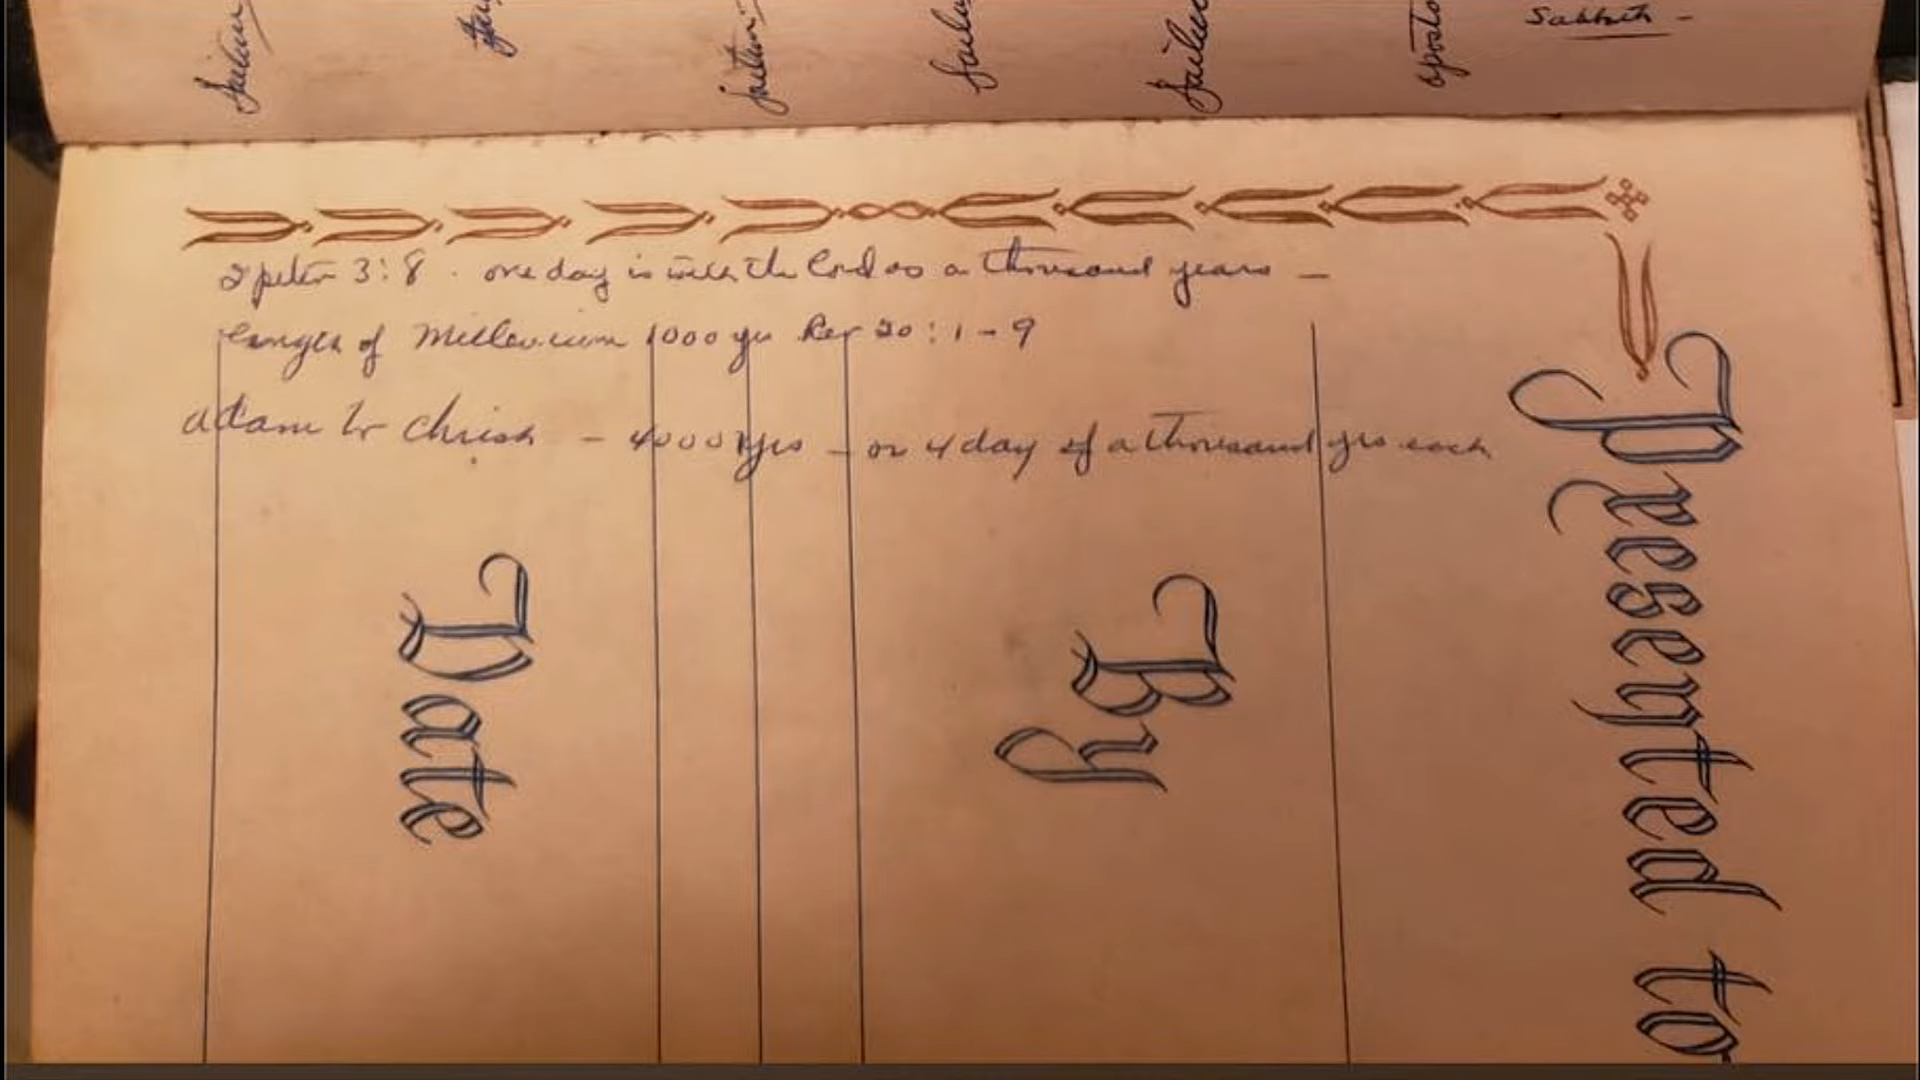 Sabbath -
2 peter 3:8. one day is with the Lord as a thousand years -
length of Millenium 1000 yrs Rev 20:1-9
adam to christ - 4000 yrs - or 4 day of a thousand yrs each
Presented to
By
Date